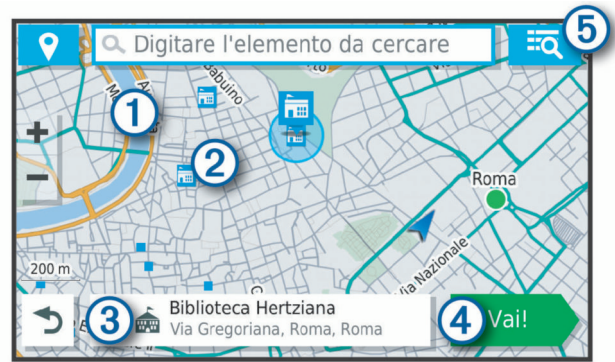 5
Digitare l'elemento da cercare
Babuino
1
+
2
−
Roma
200 m
Via Nazionale
3
Biblioteca Hertziana
Via Gregoriana, Roma, Roma
4
Vai!